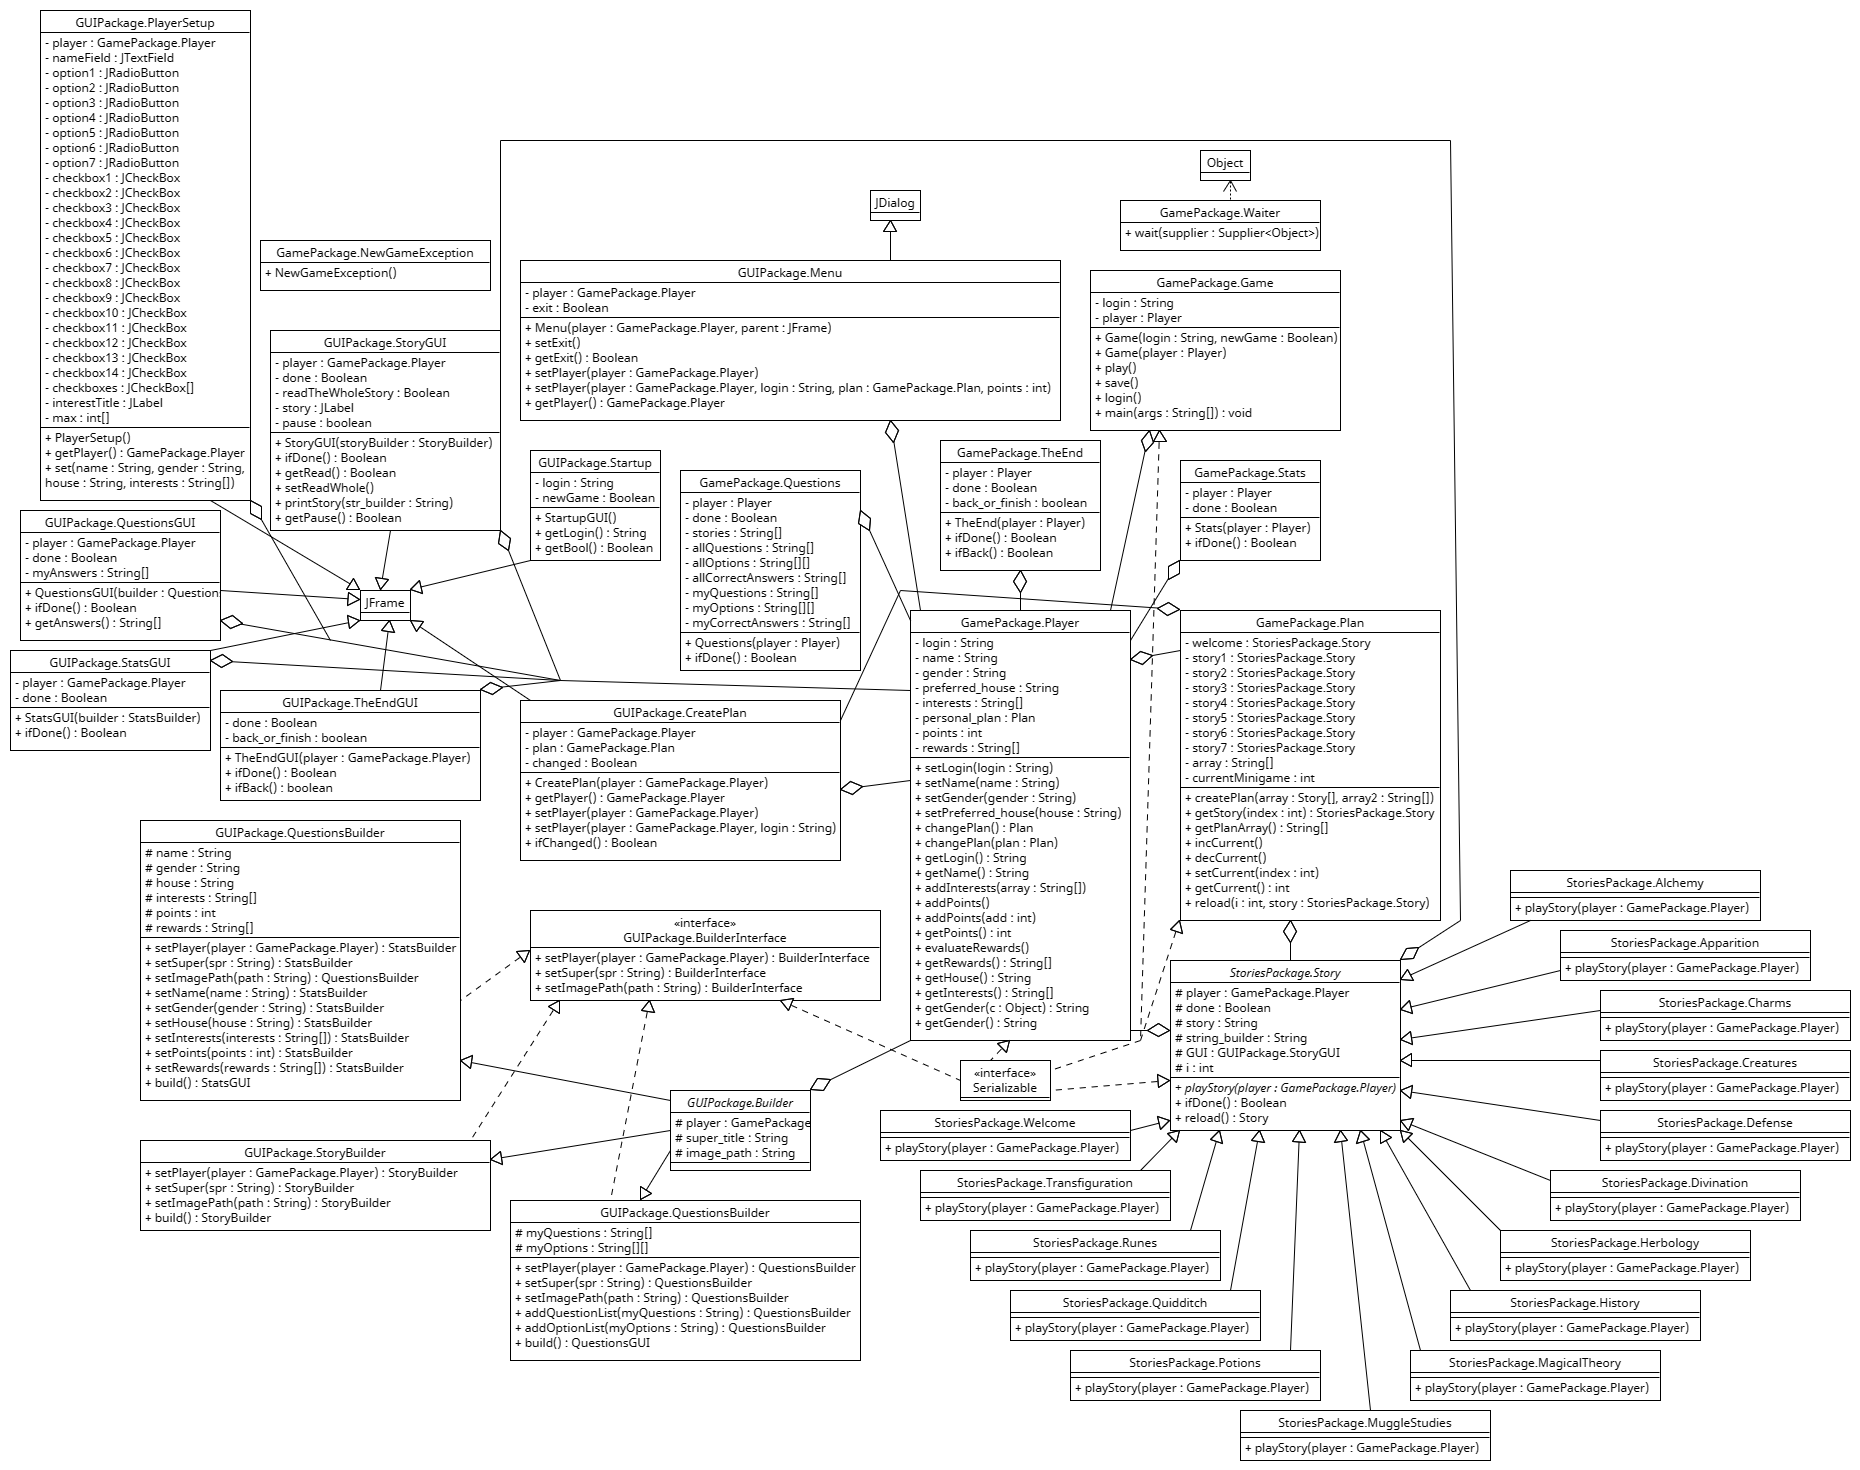 GUIPackage.PlayerSetup
- player : GamePackage.Player
- nameField : JTextField
- option1 : JRadioButton
- option2 : JRadioButton
- option3 : JRadioButton
- option4 : JRadioButton
- option5 : JRadioButton
- option6 : JRadioButton
- option7 : JRadioButton
- checkbox1 : JCheckBox
- checkbox2 : JCheckBox
- checkbox3 : JCheckBox
- checkbox4 : JCheckBox
- checkbox5 : JCheckBox
- checkbox6 : JCheckBox
- checkbox7 : JCheckBox
- checkbox8 : JCheckBox
- checkbox9 : JCheckBox
- checkbox10 : JCheckBox
- checkbox11 : JCheckBox
- checkbox12 : JCheckBox
- checkbox13 : JCheckBox
- checkbox14 : JCheckBox
- checkboxes : JCheckBox[]
- interestTitle : JLabel
- max : int[]
+ PlayerSetup()
+ getPlayer() : GamePackage.Player
+ set(name : String, gender : String,
house : String, interests : String[])
GamePackage.NewGameException
+ NewGameException()
GUIPackage.StoryGUI
- player : GamePackage.Player
- done : Boolean
- readTheWholeStory : Boolean
- story : JLabel
- pause : boolean
+ StoryGUI(storyBuilder : StoryBuilder)
+ ifDone() : Boolean
+ getRead() : Boolean
+ setReadWhole()
+ printStory(str_builder : String)
+ getPause() : Boolean
JDialog
Object
GamePackage.Waiter
+ wait(supplier : Supplier<Object>)
GUIPackage.Menu
- player : GamePackage.Player
- exit : Boolean
+ Menu(player : GamePackage.Player, parent : JFrame)
+ setExit()
+ getExit() : Boolean
+ setPlayer(player : GamePackage.Player)
+ setPlayer(player : GamePackage.Player, login : String, plan : GamePackage.Plan, points : int)
+ getPlayer() : GamePackage.Player
GamePackage.Game
- login : String
- player : Player
+ Game(login : String, newGame : Boolean)
+ Game(player : Player)
+ play()
+ save()
+ login()
+ main(args : String[]) : void
GUIPackage.Startup
- login : String
- newGame : Boolean
+ StartupGUI()
+ getLogin() : String
+ getBool() : Boolean
GamePackage.Questions
- player : Player
- done : Boolean
- stories : String[]
- allQuestions : String[]
- allOptions : String[][]
- allCorrectAnswers : String[]
- myQuestions : String[]
- myOptions : String[][]
- myCorrectAnswers : String[]
+ Questions(player : Player)
+ ifDone() : Boolean
GamePackage.TheEnd
- player : Player
- done : Boolean
- back_or_finish : boolean
+ TheEnd(player : Player)
+ ifDone() : Boolean
+ ifBack() : Boolean
GamePackage.Stats
- player : Player
- done : Boolean
+ Stats(player : Player)
+ ifDone() : Boolean
GUIPackage.QuestionsGUI
- player : GamePackage.Player
- done : Boolean
- myAnswers : String[]
+ QuestionsGUI(builder : Question
+ ifDone() : Boolean
+ getAnswers() : String[]
JFrame
GUIPackage.StatsGUI
- player : GamePackage.Player
- done : Boolean
+ StatsGUI(builder : StatsBuilder)
+ ifDone() : Boolean
GUIPackage.TheEndGUI
- done : Boolean
- back_or_finish : boolean
+ TheEndGUI(player : GamePackage.Player)
+ ifDone() : Boolean
+ ifBack() : boolean
GUIPackage.CreatePlan
- player : GamePackage.Player
- plan : GamePackage.Plan
- changed : Boolean
+ CreatePlan(player : GamePackage.Player)
+ getPlayer() : GamePackage.Player
+ setPlayer(player : GamePackage.Player)
+ setPlayer(player : GamePackage.Player, login : String)
+ ifChanged() : Boolean
GamePackage.Player
- login : String
- name : String
- gender : String
- preferred_house : String
- interests : String[]
- personal_plan : Plan
- points : int
- rewards : String[]
+ setLogin(login : String)
+ setName(name : String)
+ setGender(gender : String)
+ setPreferred_house(house : String)
+ changePlan() : Plan
+ changePlan(plan : Plan)
+ getLogin() : String
+ getName() : String
+ addInterests(array : String[])
+ addPoints()
+ addPoints(add : int)
+ getPoints() : int
+ evaluateRewards()
+ getRewards() : String[]
+ getHouse() : String
+ getInterests() : String[]
+ getGender(c : Object) : String
+ getGender() : String
GamePackage.Plan
- welcome : StoriesPackage.Story
- story1 : StoriesPackage.Story
- story2 : StoriesPackage.Story
- story3 : StoriesPackage.Story
- story4 : StoriesPackage.Story
- story5 : StoriesPackage.Story
- story6 : StoriesPackage.Story
- story7 : StoriesPackage.Story
- array : String[]
- currentMinigame : int
+ createPlan(array : Story[], array2 : String[])
+ getStory(index : int) : StoriesPackage.Story
+ getPlanArray() : String[]
+ incCurrent()
+ decCurrent()
+ setCurrent(index : int)
+ getCurrent() : int
+ reload(i : int, story : StoriesPackage.Story)
GUIPackage.QuestionsBuilder
# name : String
# gender : String
# house : String
# interests : String[]
# points : int
# rewards : String[]
+ setPlayer(player : GamePackage.Player) : StatsBuilder
+ setSuper(spr : String) : StatsBuilder
+ setImagePath(path : String) : QuestionsBuilder
+ setName(name : String) : StatsBuilder
+ setGender(gender : String) : StatsBuilder
+ setHouse(house : String) : StatsBuilder
+ setInterests(interests : String[]) : StatsBuilder
+ setPoints(points : int) : StatsBuilder
+ setRewards(rewards : String[]) : StatsBuilder
+ build() : StatsGUI
«interface»
GUIPackage.BuilderInterface
+ setPlayer(player : GamePackage.Player) : BuilderInterface
+ setSuper(spr : String) : BuilderInterface
+ setImagePath(path : String) : BuilderInterface
«interface»
Serializable
StoriesPackage.Story
# player : GamePackage.Player
# done : Boolean
# story : String
# string_builder : String
# GUI : GUIPackage.StoryGUI
# i : int
+ playStory(player : GamePackage.Player)
+ ifDone() : Boolean
+ reload() : Story
GUIPackage.Builder
# player : GamePackage
# super_title : String
# image_path : String
GUIPackage.StoryBuilder
+ setPlayer(player : GamePackage.Player) : StoryBuilder
+ setSuper(spr : String) : StoryBuilder
+ setImagePath(path : String) : StoryBuilder
+ build() : StoryBuilder
GUIPackage.QuestionsBuilder
# myQuestions : String[]
# myOptions : String[][]
+ setPlayer(player : GamePackage.Player) : QuestionsBuilder
+ setSuper(spr : String) : QuestionsBuilder
+ setImagePath(path : String) : QuestionsBuilder
+ addQuestionList(myQuestions : String) : QuestionsBuilder
+ addOptionList(myOptions : String) : QuestionsBuilder
+ build() : QuestionsGUI
StoriesPackage.Alchemy
+ playStory(player : GamePackage.Player)
StoriesPackage.Apparition
+ playStory(player : GamePackage.Player)
StoriesPackage.Charms
+ playStory(player : GamePackage.Player)
StoriesPackage.Creatures
+ playStory(player : GamePackage.Player)
StoriesPackage.Defense
+ playStory(player : GamePackage.Player)
StoriesPackage.Divination
+ playStory(player : GamePackage.Player)
StoriesPackage.Herbology
+ playStory(player : GamePackage.Player)
StoriesPackage.History
+ playStory(player : GamePackage.Player)
StoriesPackage.MagicalTheory
+ playStory(player : GamePackage.Player)
StoriesPackage.MuggleStudies
+ playStory(player : GamePackage.Player)
StoriesPackage.Welcome
+ playStory(player : GamePackage.Player)
StoriesPackage.Transfiguration
+ playStory(player : GamePackage.Player)
StoriesPackage.Runes
+ playStory(player : GamePackage.Player)
StoriesPackage.Quidditch
+ playStory(player : GamePackage.Player)
StoriesPackage.Potions
+ playStory(player : GamePackage.Player)